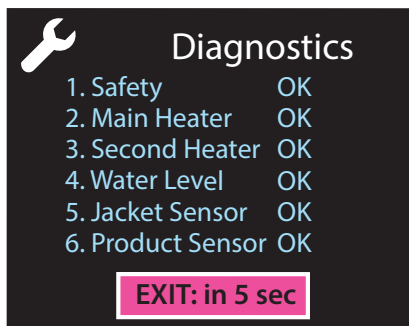 Diagnostics
1. Safety OK
2. Main Heater OK
3. Second Heater OK
4. Water Level OK
5. Jacket Sensor OK
6. Product Sensor OK
EXIT: in 5 sec